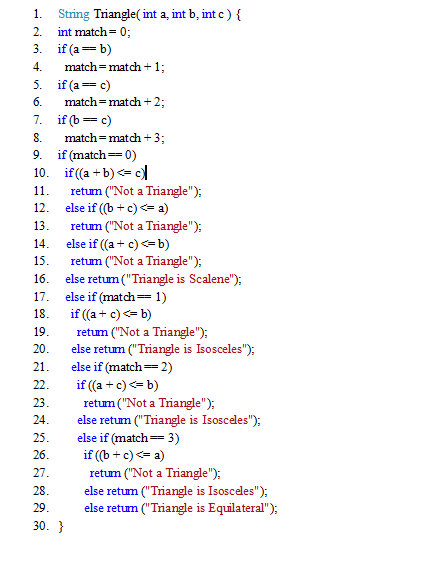 1. String Triangle( int a, int b, int c ) {
2. int match = 0;
3. if (a == b)
4. match = match + 1;
5. if (a == c)
6. match = match + 2;
7. if (b == c)
8. match = match + 3;
9. if (match == 0)
10. if((a + b) <= c)
11. return ("Not a Triangle");
12. else if ((b + c) <= a)
13. return ("Not a Triangle");
14. else if ((a + c) <= b)
15. return ("Not a Triangle");
16. else return ("Triangle is Scalene");
17. else if (match == 1)
18. if ((a + c) <= b)
19. return ("Not a Triangle");
20. else return ("Triangle is Isosceles");
21. else if (match == 2)
22. if ((a + c) <= b)
23. return ("Not a Triangle");
24. else return ("Triangle is Isosceles");
25. else if (match == 3)
26. if ((b + c) <= a)
27. return ("Not a Triangle");
28. else return ("Triangle is Isosceles");
29. else return ("Triangle is Equilateral");
30. }